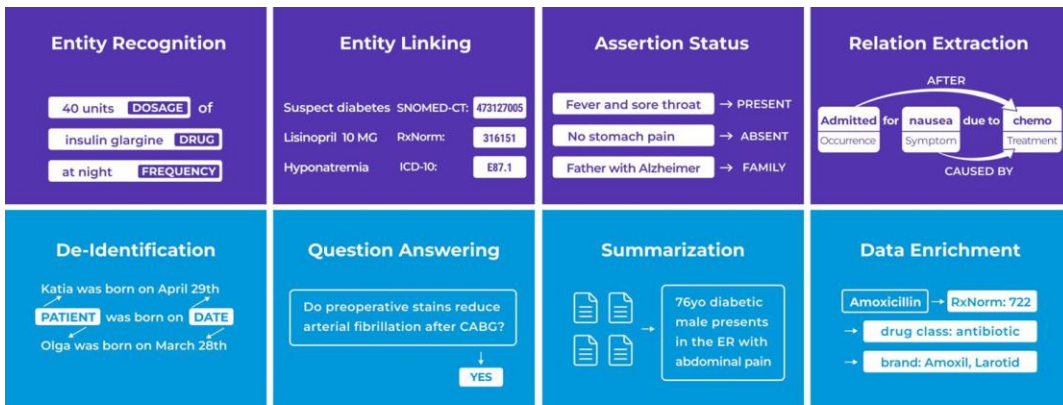 Entity Recognition
40 units DOSAGE of
insulin glargine DRUG
at night FREQUENCY
Entity Linking
Suspect diabetes SNOMED-CT: 473127005
Lisinopril 10 MG RxNorm: 316151
Hyponatremia ICD-10: E87.1
Assertion Status
Fever and sore throat → PRESENT
No stomach pain → ABSENT
Father with Alzheimer → FAMILY
Relation Extraction
AFTER
Admitted for nausea due to chemo
Occurrence Symptom Treatment
CAUSED BY
De-Identification
Katia was born on April 29th
PATIENT was born on DATE
Olga was born on March 28th
Question Answering
Do preoperative stains reduce
arterial fibrillation after CABG?
YES
Summarization
76yo diabetic
male presents
in the ER with
abdominal pain
Data Enrichment
Amoxicillin → RxNorm: 722
→ drug class: antibiotic
→ brand: Amoxil, Larotid